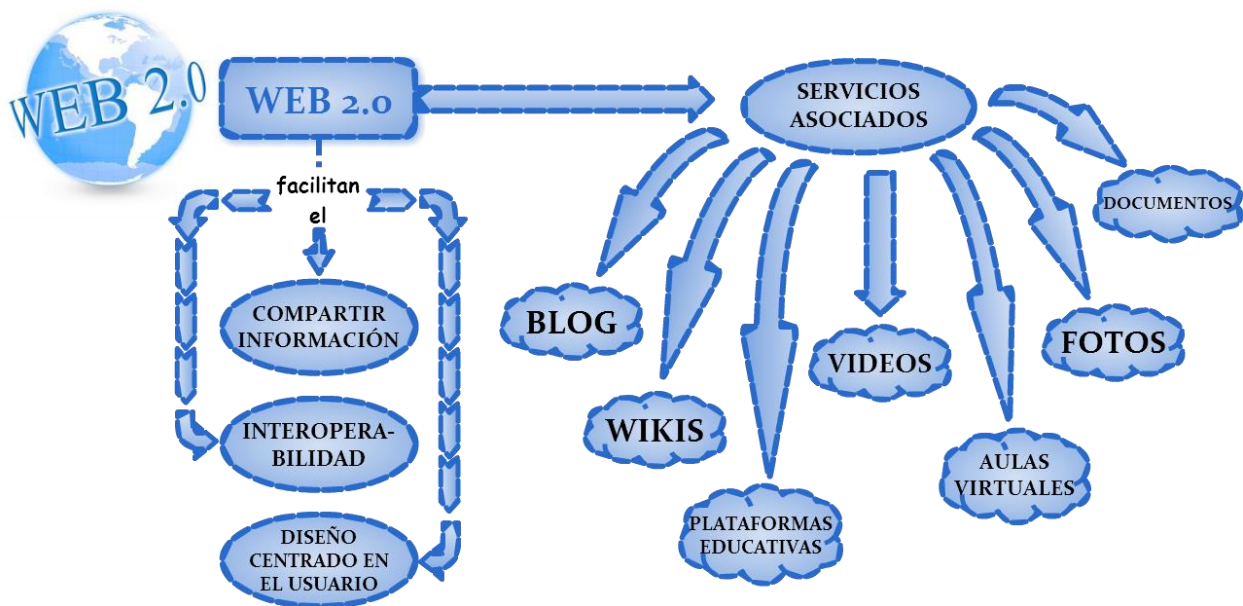 WEB 2.0
WEB 2.0
facilitan
el
COMPARTIR
INFORMACIÓN
INTEROPERA-
BILIDAD
DISEÑO
CENTRADO EN
EL USUARIO
SERVICIOS
ASOCIADOS
BLOG
WIKIS
PLATAFORMAS
EDUCATIVAS
VIDEOS
AULAS
VIRTUALES
FOTOS
DOCUMENTOS